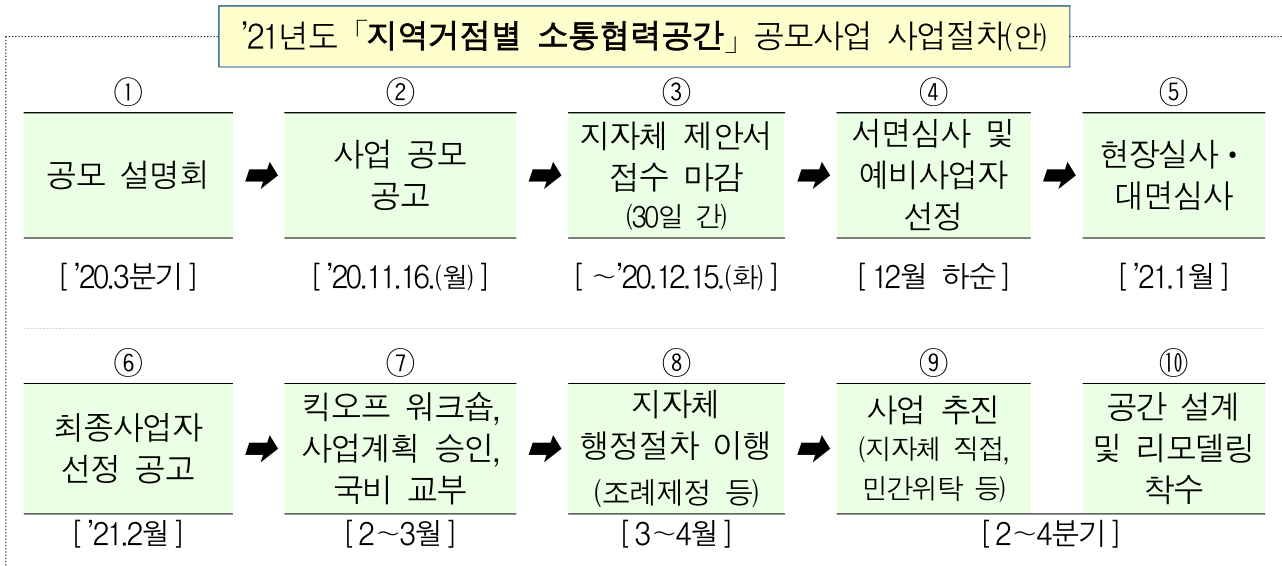 ’21년도 「지역거점별 소통협력공간」 공모사업 사업절차(안)
①
공모 설명회
[ ’20.3분기 ]
②
사업 공모
공고
[ ’20.11.16.(월) ]
③
지자체 제안서
접수 마감
(30일 간)
[ ～’20.12.15.(화) ]
④
서면심사 및
예비사업자
선정
[ 12월 하순 ]
⑤
현장실사·
대면심사
[ ’21.1월 ]
⑥
최종사업자
선정 공고
[ ’21.2월 ]
⑦
킥오프 워크숍,
사업계획 승인,
국비 교부
[ 2～3월 ]
⑧
지자체
행정절차 이행
(조례제정 등)
[ 3～4월 ]
⑨
사업 추진
(지자체 직접,
민간위탁 등)
⑩
공간 설계
및 리모델링
착수
[ 2～4분기 ]